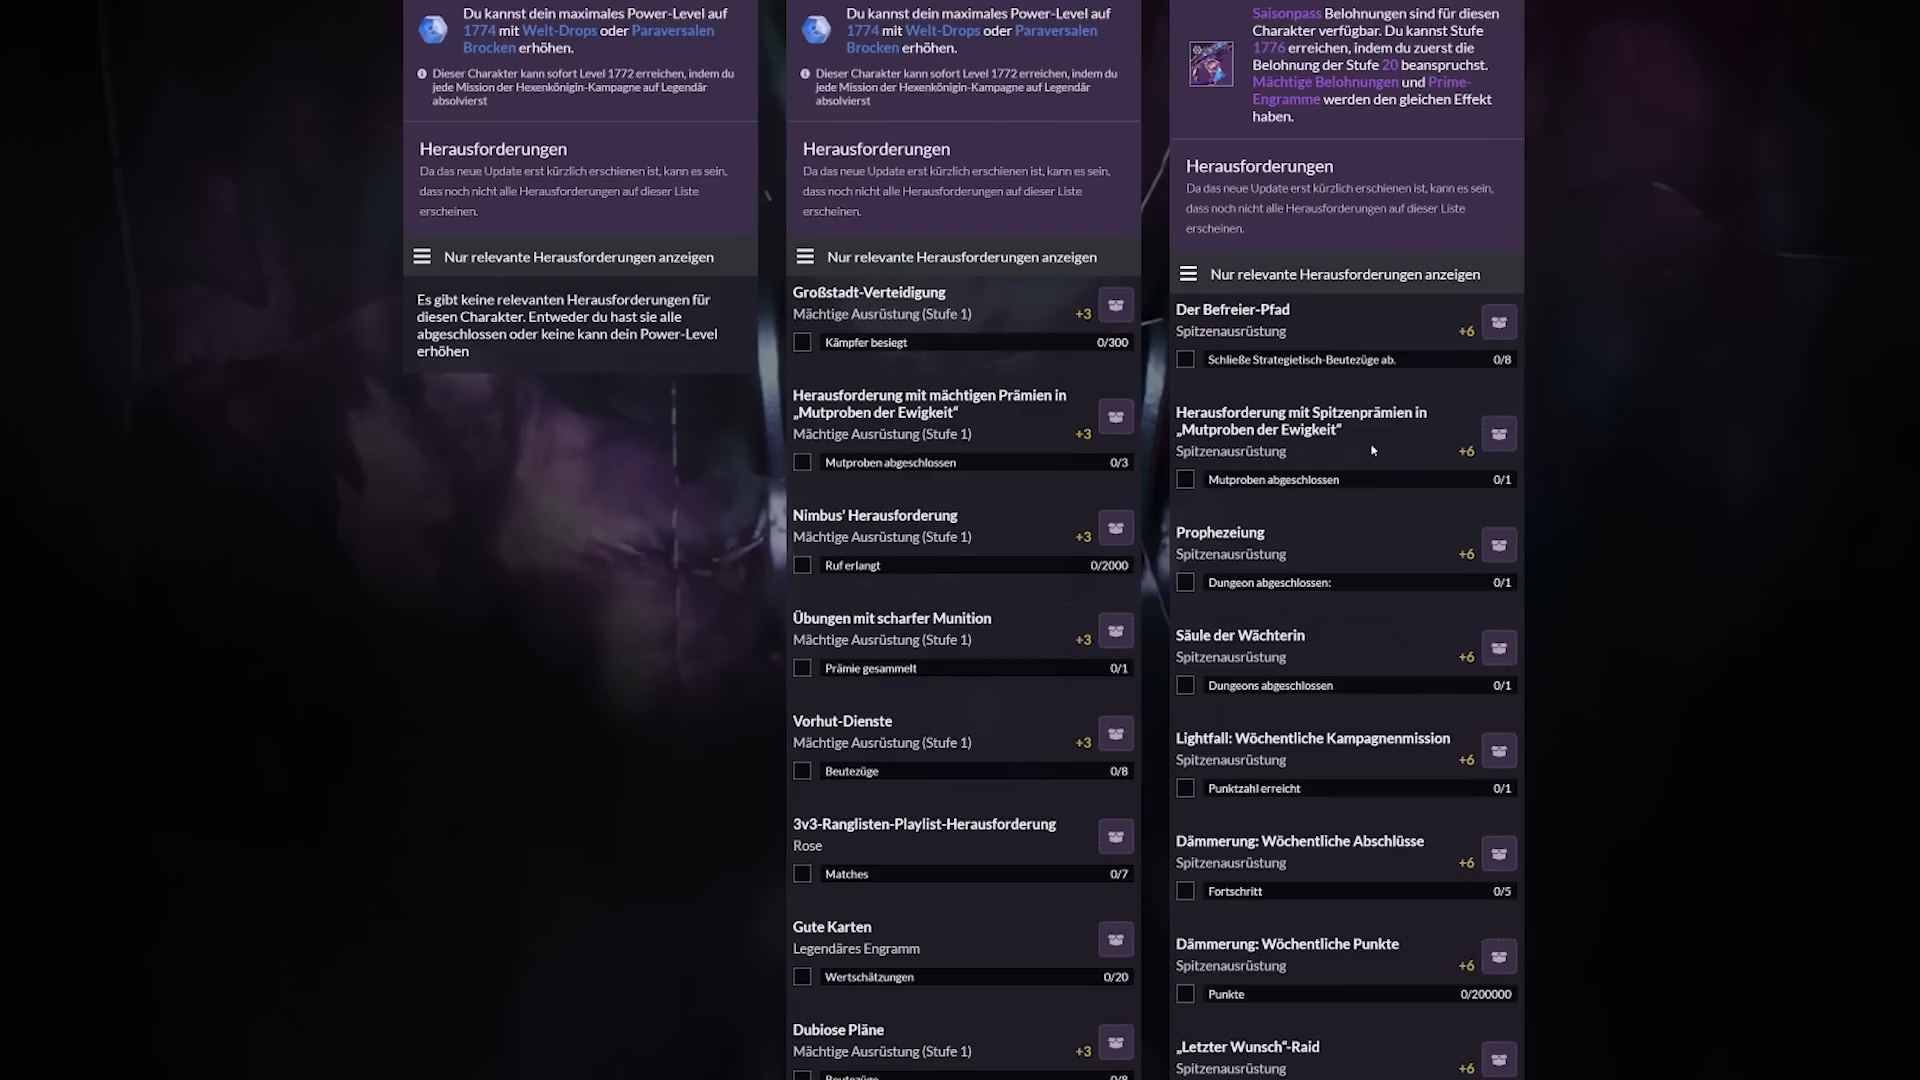 Du kannst dein maximales Power-Level auf
1774 mit Welt-Drops oder Paraversalen
Brocken erhöhen.
Dieser Charakter kann sofort Level 1772 erreichen, indem du
jede Mission der Hexenkönigin-Kampagne auf Legendär
absolvierst
Herausforderungen
Da das neue Update erst kürzlich erschienen ist, kann es sein,
dass noch nicht alle Herausforderungen auf dieser Liste
erscheinen.
Nur relevante Herausforderungen anzeigen
Es gibt keine relevanten Herausforderungen für
diesen Charakter. Entweder du hast sie alle
abgeschlossen oder keine kann dein Power-Level
erhöhen
Du kannst dein maximales Power-Level auf
1774 mit Welt-Drops oder Paraversalen
Brocken erhöhen.
Dieser Charakter kann sofort Level 1772 erreichen, indem du
jede Mission der Hexenkönigin-Kampagne auf Legendär
absolvierst
Herausforderungen
Da das neue Update erst kürzlich erschienen ist, kann es sein,
dass noch nicht alle Herausforderungen auf dieser Liste
erscheinen.
Nur relevante Herausforderungen anzeigen
Großstadt-Verteidigung
Mächtige Ausrüstung (Stufe 1) +3
Kämpfer besiegt 0/300
Herausforderung mit mächtigen Prämien in
„Mutproben der Ewigkeit“
Mächtige Ausrüstung (Stufe 1) +3
Mutproben abgeschlossen 0/3
Nimbus' Herausforderung
Mächtige Ausrüstung (Stufe 1) +3
Ruf erlangt 0/2000
Übungen mit scharfer Munition
Mächtige Ausrüstung (Stufe 1) +3
Prämie gesammelt 0/1
Vorhut-Dienste
Mächtige Ausrüstung (Stufe 1) +3
Beutezüge 0/8
3v3-Ranglisten-Playlist-Herausforderung
Rose
Matches 0/7
Gute Karten
Legendäres Engramm
Wertschätzungen 0/20
Dubiose Pläne
Mächtige Ausrüstung (Stufe 1) +3
Beutezüge 0/8
Saisonpass Belohnungen sind für diesen
Charakter verfügbar. Du kannst Stufe
1776 erreichen, indem du zuerst die
Belohnung der Stufe 20 beanspruchst.
Mächtige Belohnungen und Prime-
Engramme werden den gleichen Effekt
haben.
Herausforderungen
Da das neue Update erst kürzlich erschienen ist, kann es sein,
dass noch nicht alle Herausforderungen auf dieser Liste
erscheinen.
Nur relevante Herausforderungen anzeigen
Der Befreier-Pfad
Spitzenausrüstung +6
Schließe Strategietisch-Beutezüge ab. 0/8
Herausforderung mit Spitzenprämien in
„Mutproben der Ewigkeit“
Spitzenausrüstung +6
Mutproben abgeschlossen 0/1
Prophezeiung
Spitzenausrüstung +6
Dungeon abgeschlossen: 0/1
Säule der Wächterin
Spitzenausrüstung +6
Dungeons abgeschlossen 0/1
Lightfall: Wöchentliche Kampagnenmission
Spitzenausrüstung +6
Punktzahl erreicht 0/1
Dämmerung: Wöchentliche Abschlüsse
Spitzenausrüstung +6
Fortschritt 0/5
Dämmerung: Wöchentliche Punkte
Spitzenausrüstung +6
Punkte 0/200000
„Letzter Wunsch“-Raid
Spitzenausrüstung +6